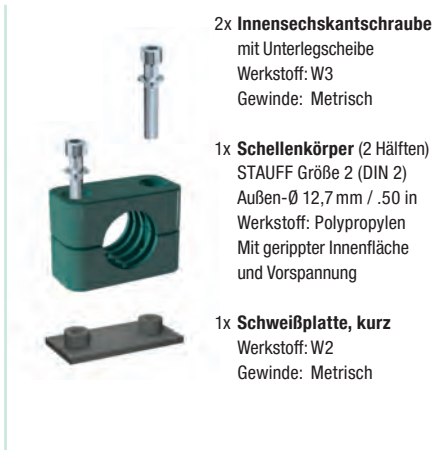 2x Innensechskantschraube
mit Unterlegscheibe
Werkstoff: W3
Gewinde: Metrisch
1x Schellenkörper (2 Hälften)
STAUFF Größe 2 (DIN 2)
Außen-Ø 12,7 mm / .50 in
Werkstoff: Polypropylen
Mit gerippter Innenfläche
und Vorspannung
1x Schweißplatte, kurz
Werkstoff: W2
Gewinde: Metrisch